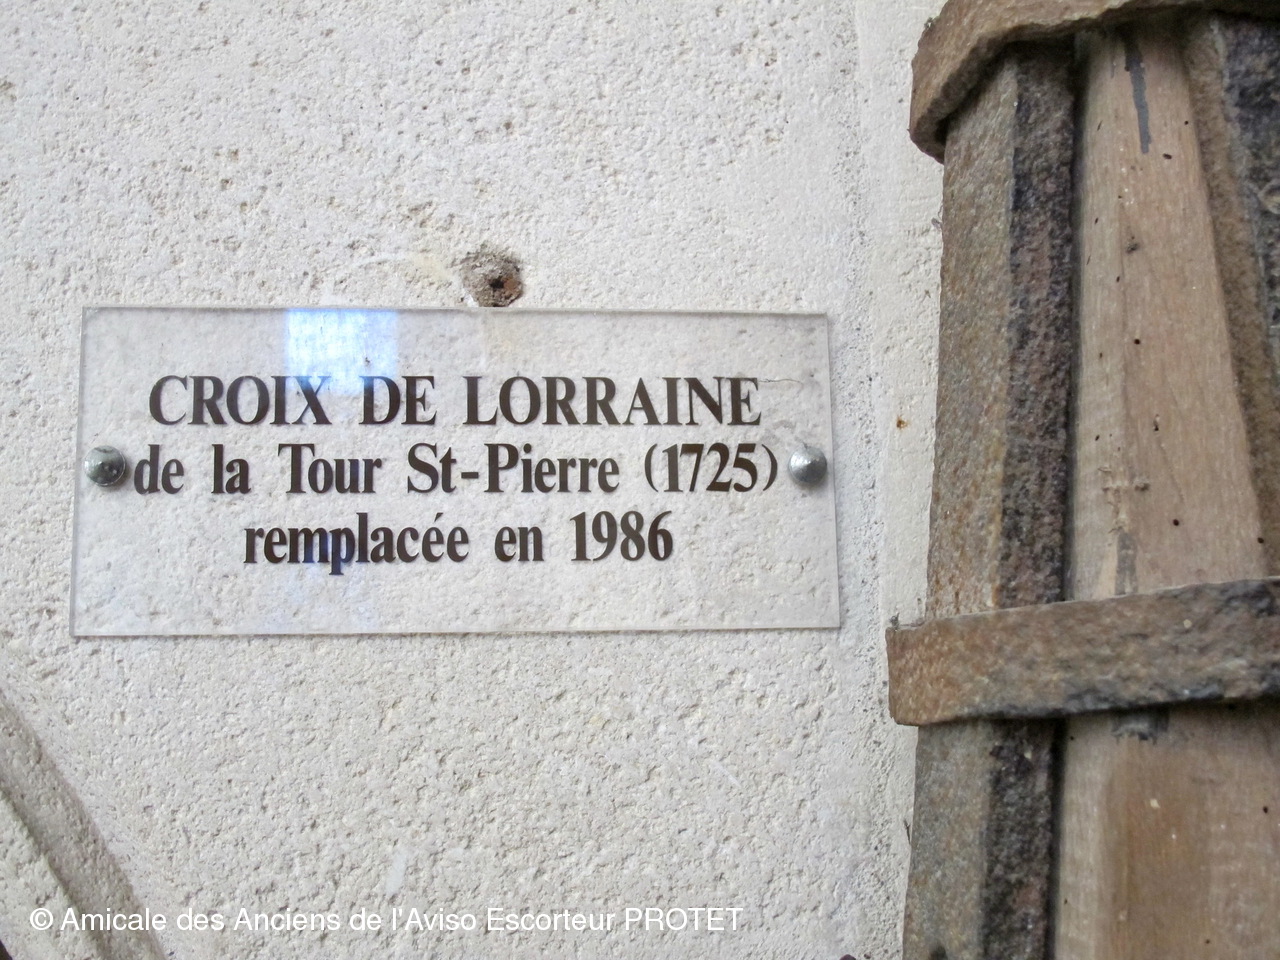 CROIX DE LORRAINE
de la Tour St-Pierre (1725)
remplacée en 1986
© Amicale des Anciens de l'Aviso Escorteur PROTET